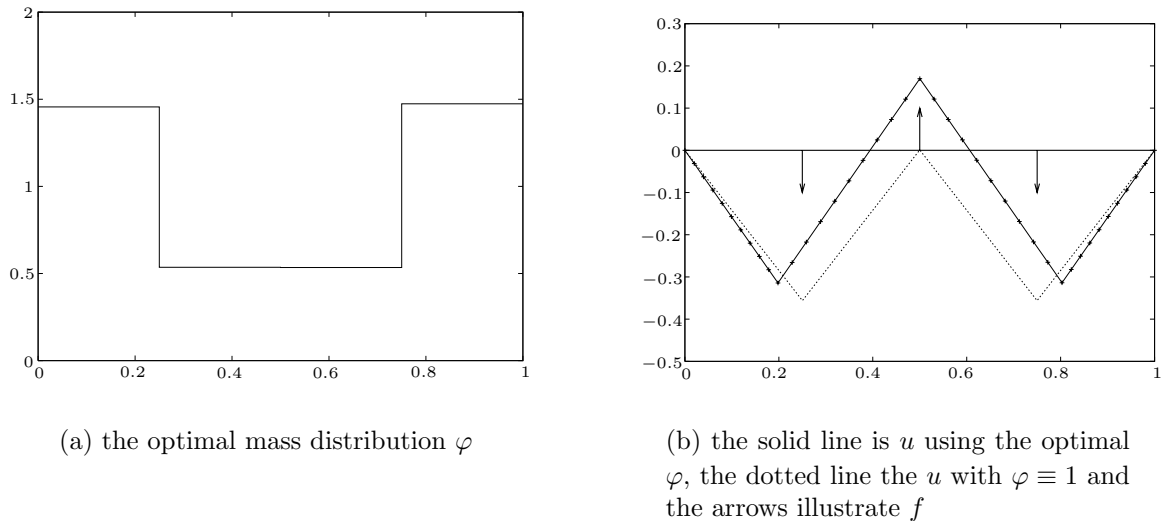 2
1.5
1
0.5
0
0 0.2 0.4 0.6 0.8 1
0.3
0.2
0.1
0
−0.1
−0.2
−0.3
−0.4
−0.5
0 0.2 0.4 0.6 0.8 1
(a) the optimal mass distribution φ
(b) the solid line is u using the optimal
φ, the dotted line the u with φ ≡ 1 and
the arrows illustrate f